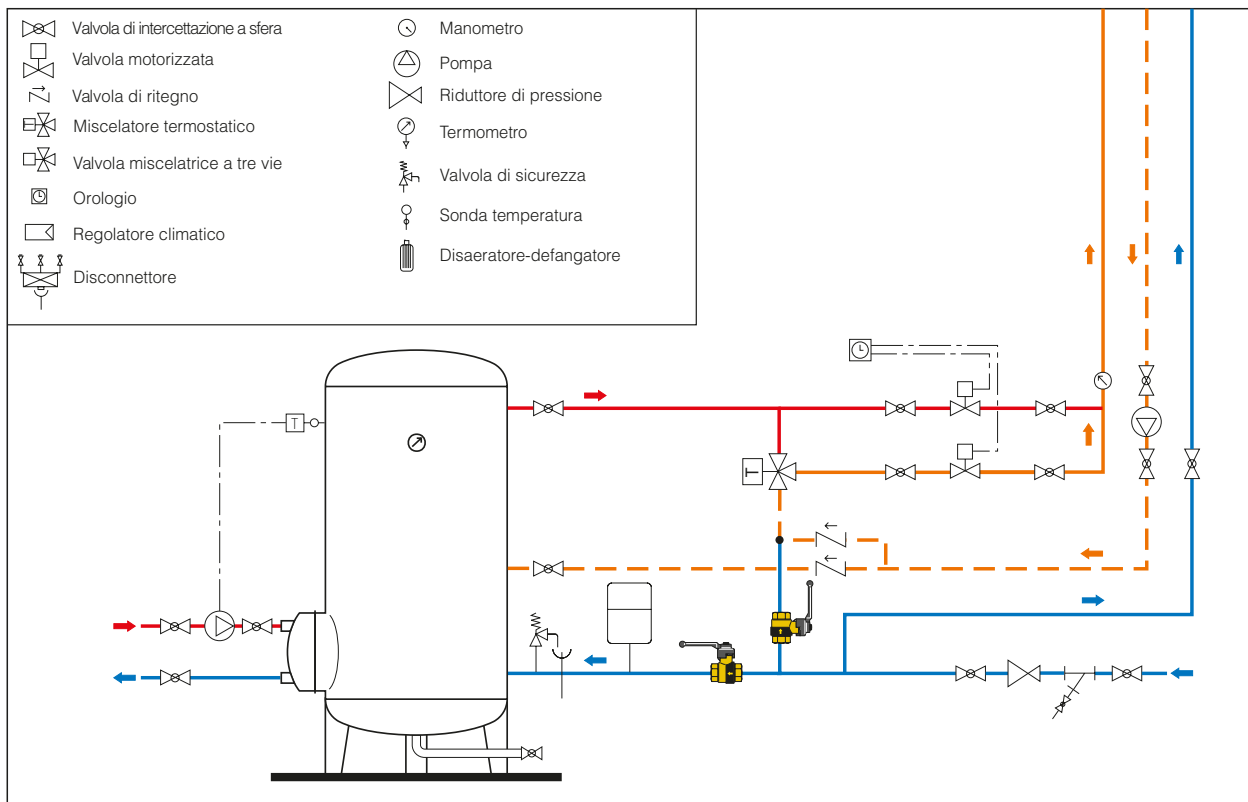 Valvola di intercettazione a sfera
Valvola motorizzata
Valvola di ritegno
Miscelatore termostatico
Valvola miscelatrice a tre vie
Orologio
Regolatore climatico
Disconnettore
Manometro
Pompa
Riduttore di pressione
Termometro
Valvola di sicurezza
Sonda temperatura
Disaeratore-defangatore
T
T